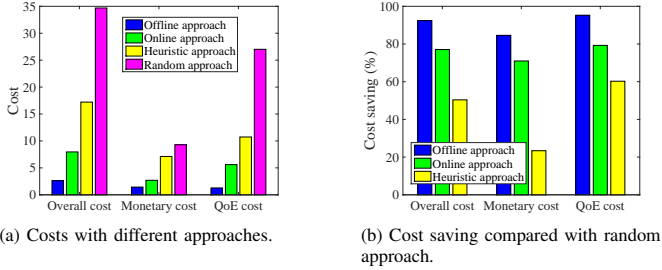 35
30
25
20
15
10
5
0
Cost
Offline approach
Online approach
Heuristic approach
Random approach
Overall cost Monetary cost QoE cost
(a) Costs with different approaches.
100
80
60
40
20
0
Cost saving (%)
Offline approach
Online approach
Heuristic approach
Overall cost Monetary cost QoE cost
(b) Cost saving compared with random
approach.